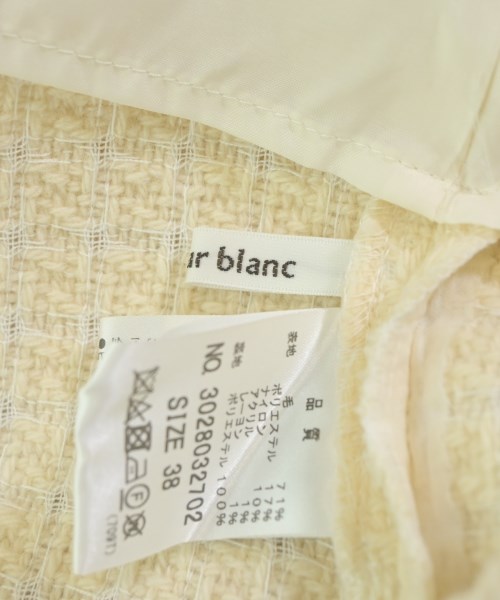 ur blanc
品質
表地
毛 71%
ポリエステル 17%
ナイロン 10%
アクリル 1%
レーヨン 1%
裏地 ポリエステル 100%
NO. 3028032702
SIZE 38